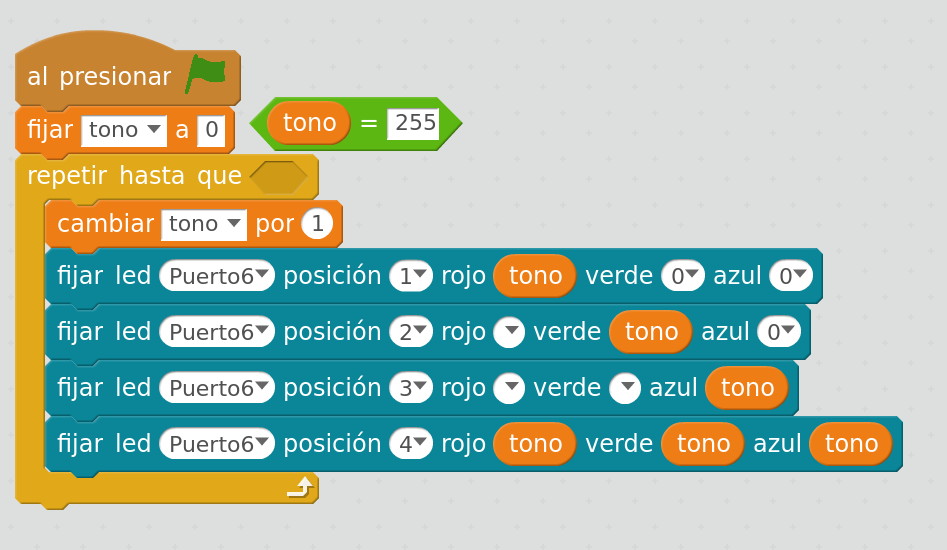 al presionar
fijar tono a 0
tono = 255
repetir hasta que
cambiar tono por 1
fijar led Puerto6 posición 1 rojo tono verde 0 azul 0
fijar led Puerto6 posición 2 rojo verde tono azul 0
fijar led Puerto6 posición 3 rojo verde azul tono
fijar led Puerto6 posición 4 rojo tono verde tono azul tono